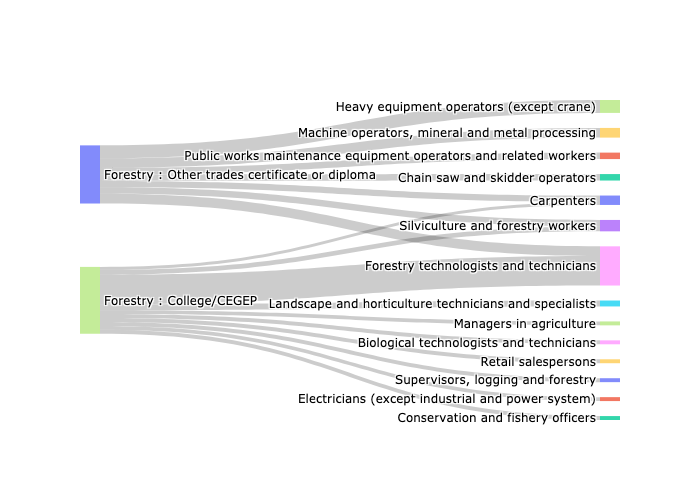 Heavy equipment operators (except crane)
Machine operators, mineral and metal processing
Public works maintenance equipment operators and related workers
Forestry : Other trades certificate or diploma
Chain saw and skidder operators
Carpenters
Silviculture and forestry workers
Forestry technologists and technicians
Forestry : College/CEGEP
Landscape and horticulture technicians and specialists
Managers in agriculture
Biological technologists and technicians
Retail salespersons
Supervisors, logging and forestry
Electricians (except industrial and power system)
Conservation and fishery officers